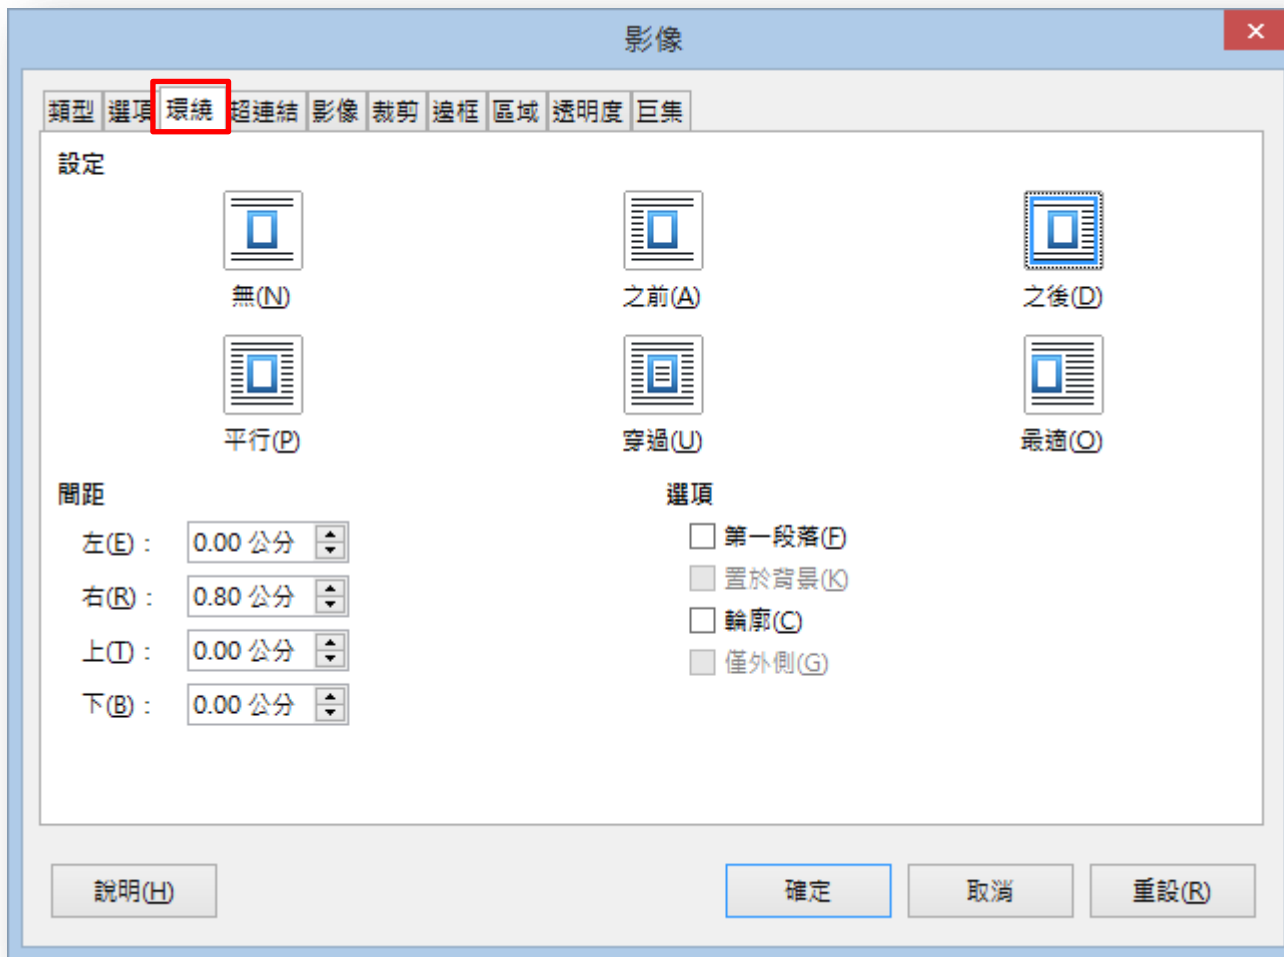 影像
類型 選項 環繞 超連結 影像 裁剪 邊框 區域 透明度 巨集
設定
無(N) 之前(A) 之後(D)
平行(P) 穿過(U) 最適(O)
間距 選項
左(E)： 0.00 公分 第一段落(F)
置於背景(K)
右(R)： 0.80 公分
輪廓(C)
上(T)： 0.00 公分
僅外側(G)
下(B)： 0.00 公分
說明(H) 確定 取消 重設(R)